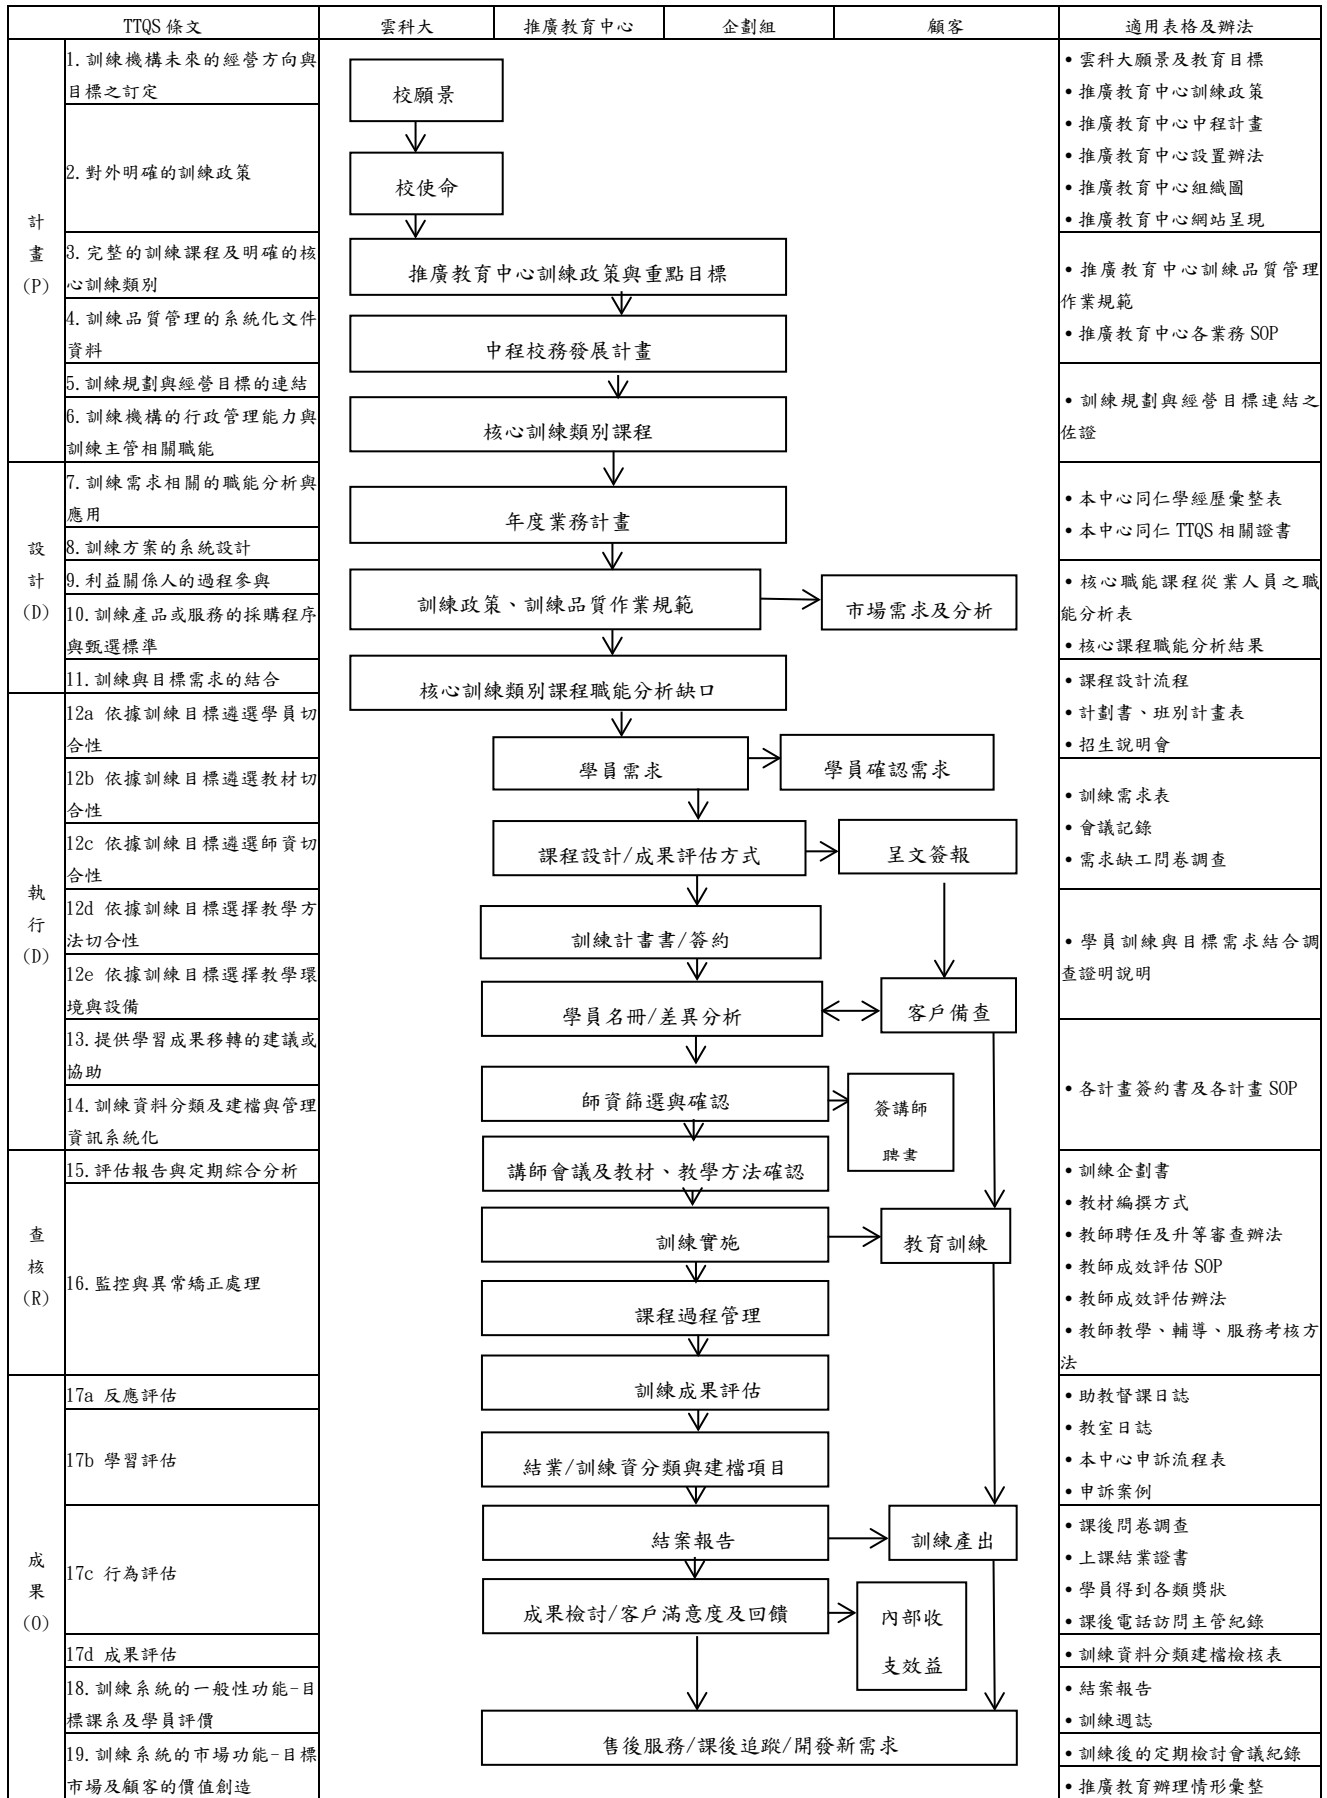 TTQS 條文
雲科大
推廣教育中心
企劃組
顧客
適用表格及辦法
計
畫
(P)
1.訓練機構未來的經營方向與
目標之訂定
2.對外明確的訓練政策
3.完整的訓練課程及明確的核
心訓練類別
4.訓練品質管理的系統化文件
資料
5.訓練規劃與經營目標的連結
6.訓練機構的行政管理能力與
訓練主管相關職能
設
計
(D)
7.訓練需求相關的職能分析與
應用
8.訓練方案的系統設計
9.利益關係人的過程參與
10.訓練產品或服務的採購程序
與甄選標準
11.訓練與目標需求的結合
執
行
(D)
12a 依據訓練目標遴選學員切
合性
12b 依據訓練目標遴選教材切
合性
12c 依據訓練目標遴選師資切
合性
12d 依據訓練目標選擇教學方
法切合性
12e 依據訓練目標選擇教學環
境與設備
13.提供學習成果移轉的建議或
協助
14.訓練資料分類及建檔與管理
資訊系統化
查
核
(R)
15.評估報告與定期綜合分析
16.監控與異常矯正處理
成
果
(O)
17a 反應評估
17b 學習評估
17c 行為評估
17d 成果評估
18.訓練系統的一般性功能-目
標課系及學員評價
19.訓練系統的市場功能-目標
市場及顧客的價值創造
校願景
校使命
推廣教育中心訓練政策與重點目標
中程校務發展計畫
核心訓練類別課程
年度業務計畫
訓練政策、訓練品質作業規範
市場需求及分析
核心訓練類別課程職能分析缺口
學員需求
學員確認需求
課程設計/成果評估方式
呈文簽報
訓練計畫書/簽約
學員名冊/差異分析
客戶備查
師資篩選與確認
簽講師
聘書
講師會議及教材、教學方法確認
訓練實施
教育訓練
課程過程管理
訓練成果評估
結業/訓練資分類與建檔項目
結案報告
訓練產出
成果檢討/客戶滿意度及回饋
內部收
支效益
售後服務/課後追蹤/開發新需求
•雲科大願景及教育目標
•推廣教育中心訓練政策
•推廣教育中心中程計畫
•推廣教育中心設置辦法
•推廣教育中心組織圖
•推廣教育中心網站呈現
•推廣教育中心訓練品質管理
作業規範
•推廣教育中心各業務 SOP
•訓練規劃與經營目標連結之
佐證
•本中心同仁學經歷彙整表
•本中心同仁 TTQS 相關證書
•核心職能課程從業人員之職
能分析表
•核心課程職能分析結果
•課程設計流程
•計劃書、班別計畫表
•招生說明會
•訓練需求表
•會議記錄
•需求缺工問卷調查
•學員訓練與目標需求結合調
查證明說明
•各計畫簽約書及各計畫 SOP
•訓練企劃書
•教材編撰方式
•教師聘任及升等審查辦法
•教師成效評估 SOP
•教師成效評估辦法
•教師教學、輔導、服務考核方
法
•助教督課日誌
•教室日誌
•本中心申訴流程表
•申訴案例
•課後問卷調查
•上課結業證書
•學員得到各類獎狀
•課後電話訪問主管紀錄
•訓練資料分類建檔檢核表
•結案報告
•訓練週誌
•訓練後的定期檢討會議紀錄
•推廣教育辦理情形彙整